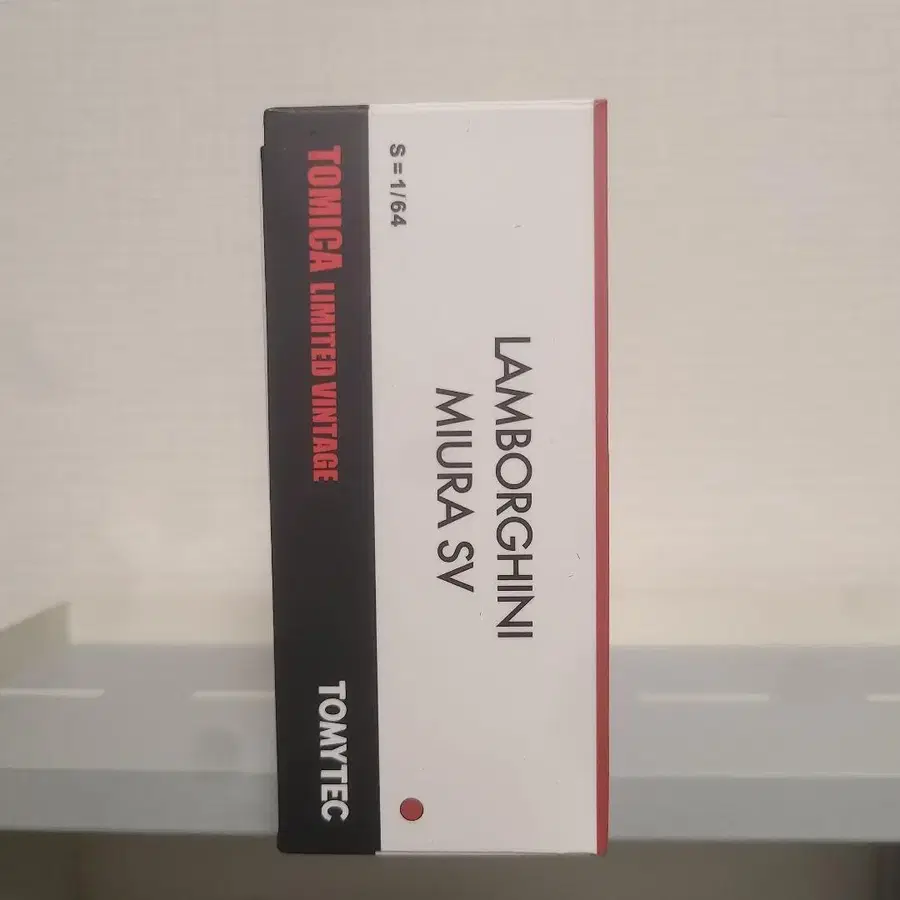 LAMBORGHINI
MIURA SV
S=1/64
TOMICA LIMITED VINTAGE
TOMYTEC